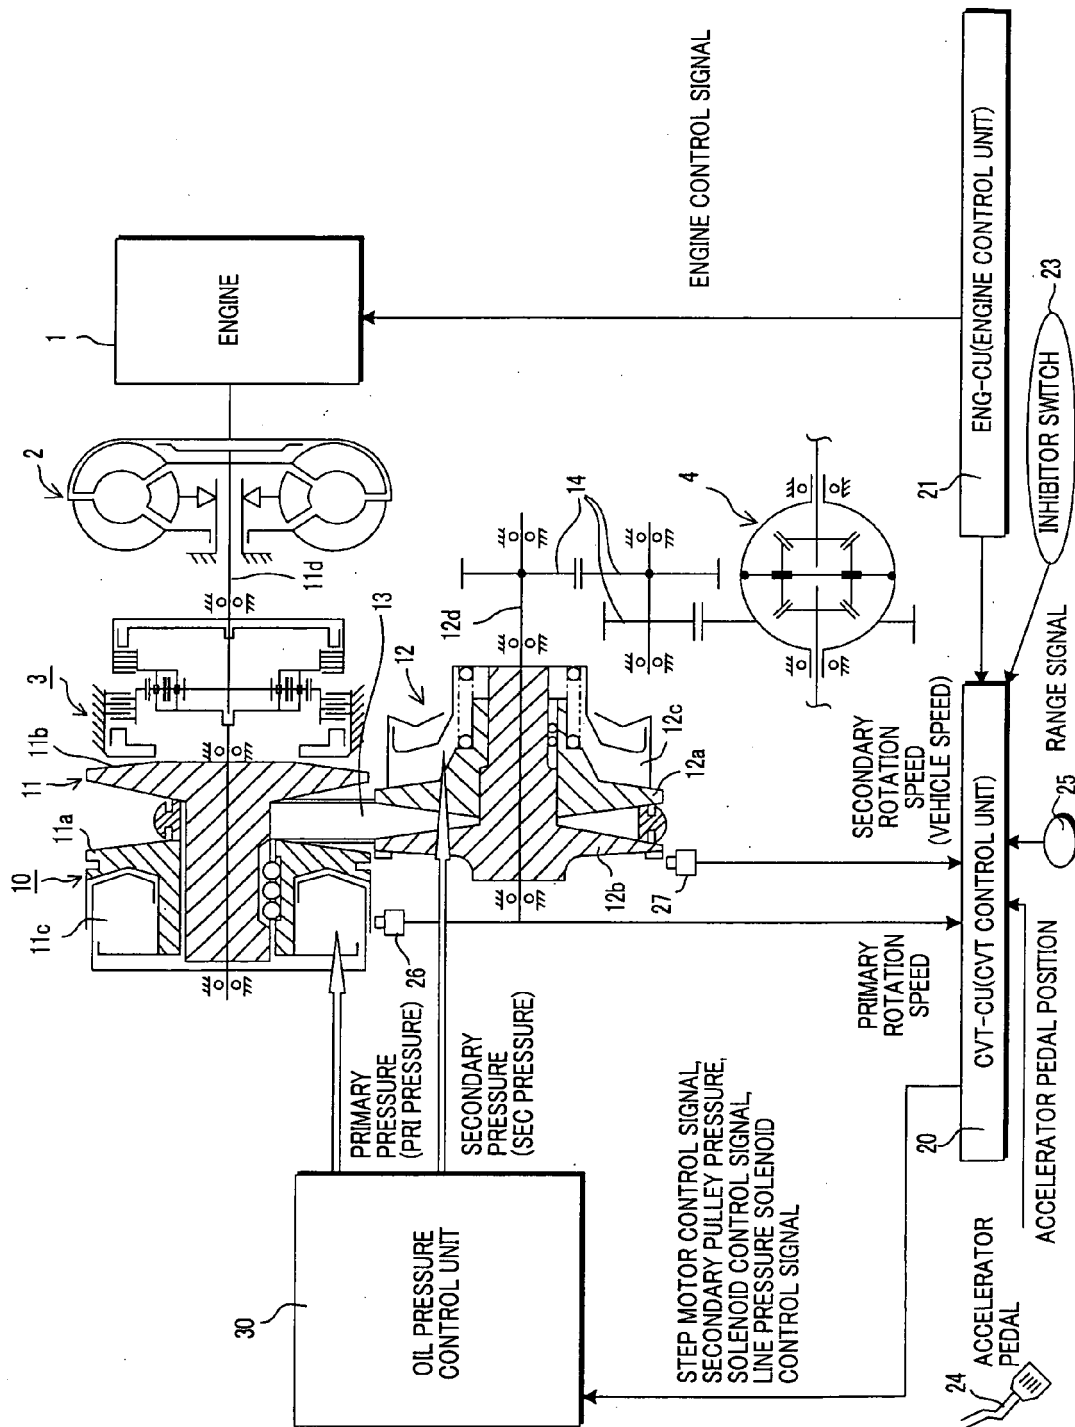 1
ENGINE
2
11d
3
11b
11
11a
10
11c
26
PRIMARY
PRESSURE
(PRI PRESSURE)
SECONDARY
PRESSURE
(SEC PRESSURE)
30
OIL PRESSURE
CONTROL UNIT
13
12
12d
14
4
12c
12a
12b
27
ENGINE CONTROL SIGNAL
SECONDARY
ROTATION
SPEED
(VEHICLE SPEED)
PRIMARY
ROTATION
SPEED
STEP MOTOR CONTROL SIGNAL,
SECONDARY PULLEY PRESSURE,
SOLENOID CONTROL SIGNAL,
LINE PRESSURE SOLENOID
CONTROL SIGNAL
21
ENG-CU(ENGINE CONTROL UNIT)
23
INHIBITOR SWITCH
20
CVT-CU(CVT CONTROL UNIT)
RANGE SIGNAL
25
ACCELERATOR PEDAL POSITION
ACCELERATOR
PEDAL
24